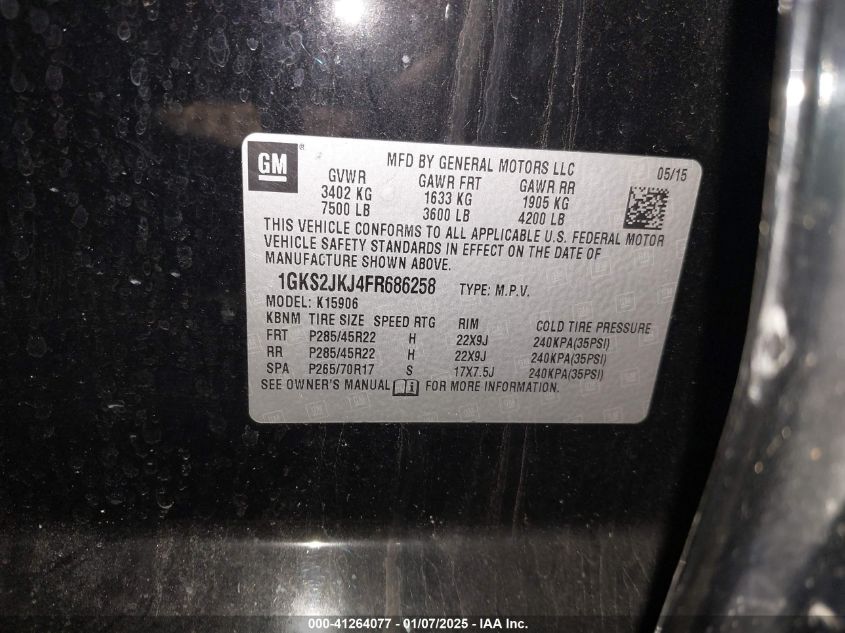 GM ®
MFD BY GENERAL MOTORS LLC 05/15
GVWR GAWR FRT GAWR RR
3402 KG 1633 KG 1905 KG
7500 LB 3600 LB 4200 LB
THIS VEHICLE CONFORMS TO ALL APPLICABLE U.S. FEDERAL MOTOR
VEHICLE SAFETY STANDARDS IN EFFECT ON THE DATE OF
MANUFACTURE SHOWN ABOVE.
1GKS2JKJ4FR686258 TYPE: M.P.V.
MODEL: K15906
KBNM TIRE SIZE SPEED RTG RIM COLD TIRE PRESSURE
FRT P285/45R22 H 22X9J 240KPA(35PSI)
RR P285/45R22 H 22X9J 240KPA(35PSI)
SPA P265/70R17 S 17X7.5J 240KPA(35PSI)
SEE OWNER'S MANUAL i FOR MORE INFORMATION.
000-41264077 - 01/07/2025 - IAA Inc.